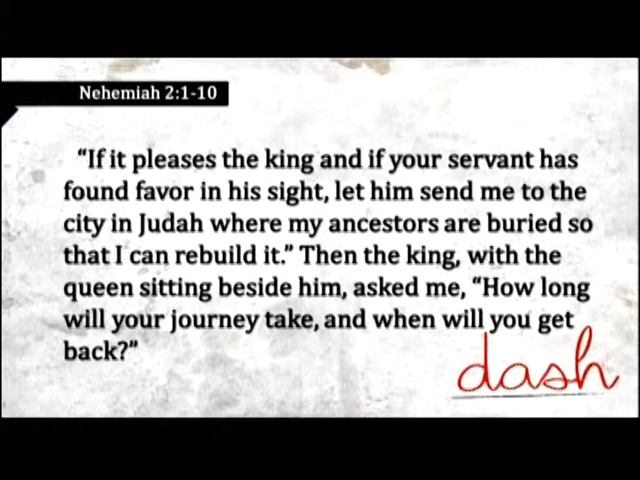 Nehemiah 2:1-10
“If it pleases the king and if your servant has
found favor in his sight, let him send me to the
city in Judah where my ancestors are buried so
that I can rebuild it.” Then the king, with the
queen sitting beside him, asked me, “How long
will your journey take, and when will you get
back?”
dash